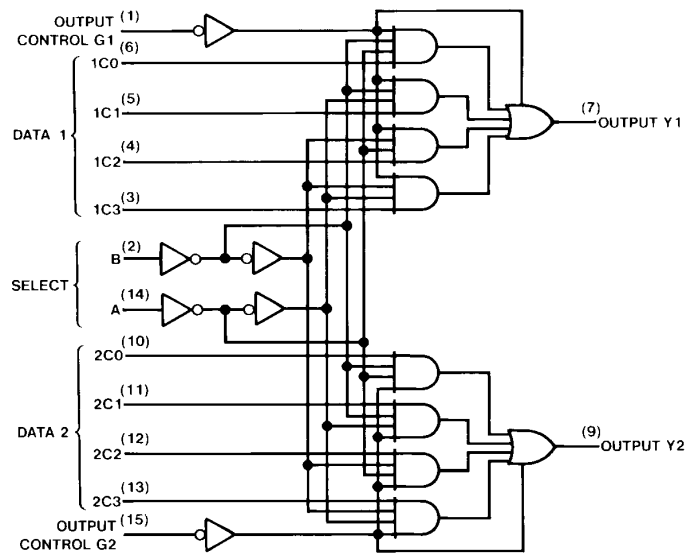 OUTPUT (1)
CONTROL G1
(6)
1C0
(5)
1C1
DATA 1
(4)
1C2
(3)
1C3
(7)
OUTPUT Y1
(2)
B
SELECT
(14)
A
(10)
2C0
(11)
2C1
DATA 2
(12)
2C2
(13)
2C3
OUTPUT (15)
CONTROL G2
(9)
OUTPUT Y2